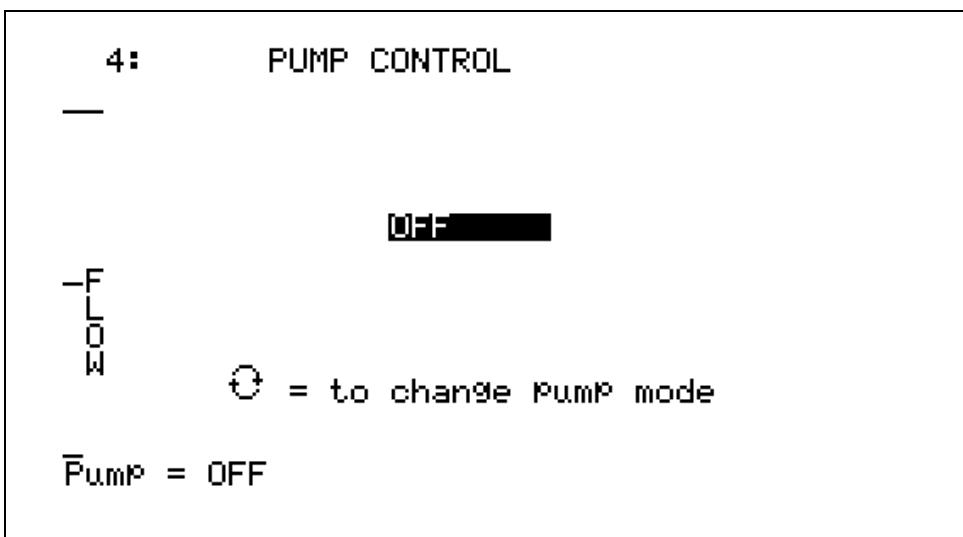 4: PUMP CONTROL
OFF
F
L
O
W
= to change pump mode
Pump = OFF